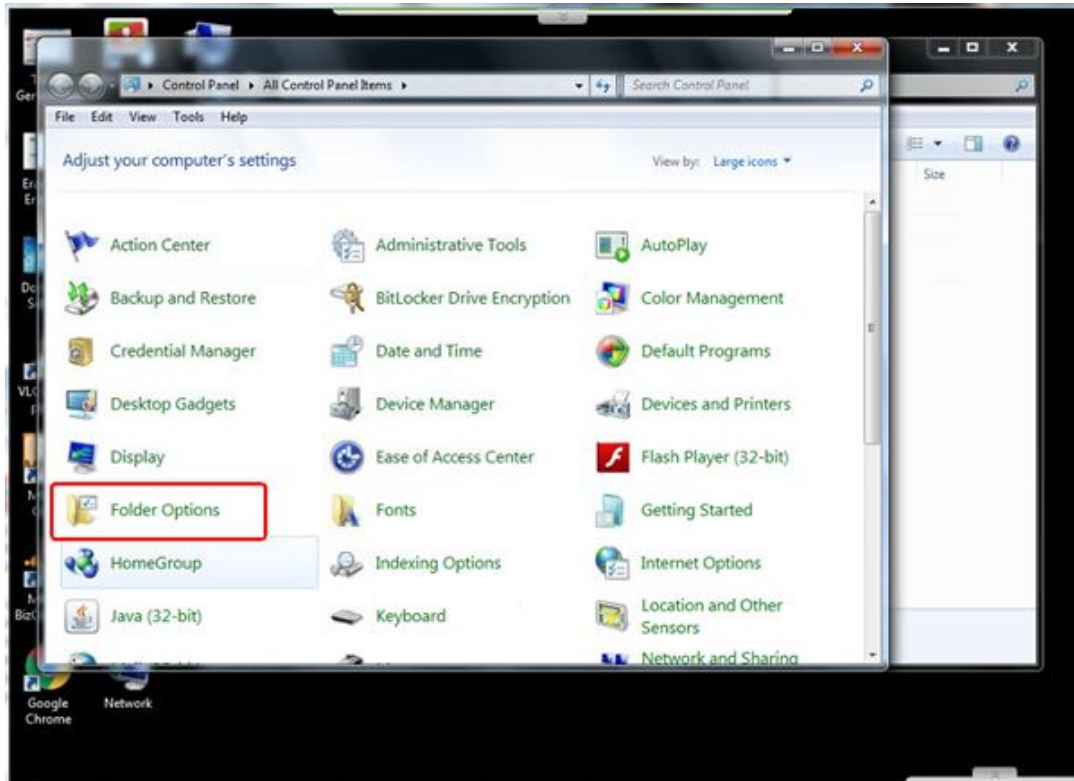 Control Panel All Control Panel Items Search Control Panel
File Edit View Tools Help
Adjust your computer's settings View by: Large icons
Size
Action Center Administrative Tools AutoPlay
Backup and Restore BitLocker Drive Encryption Color Management
Credential Manager Date and Time Default Programs
Desktop Gadgets Device Manager Devices and Printers
Display Ease of Access Center Flash Player (32-bit)
Folder Options Fonts Getting Started
HomeGroup Indexing Options Internet Options
Java (32-bit) Keyboard Location and Other
Sensors
Network and Sharing
Google Network
Chrome